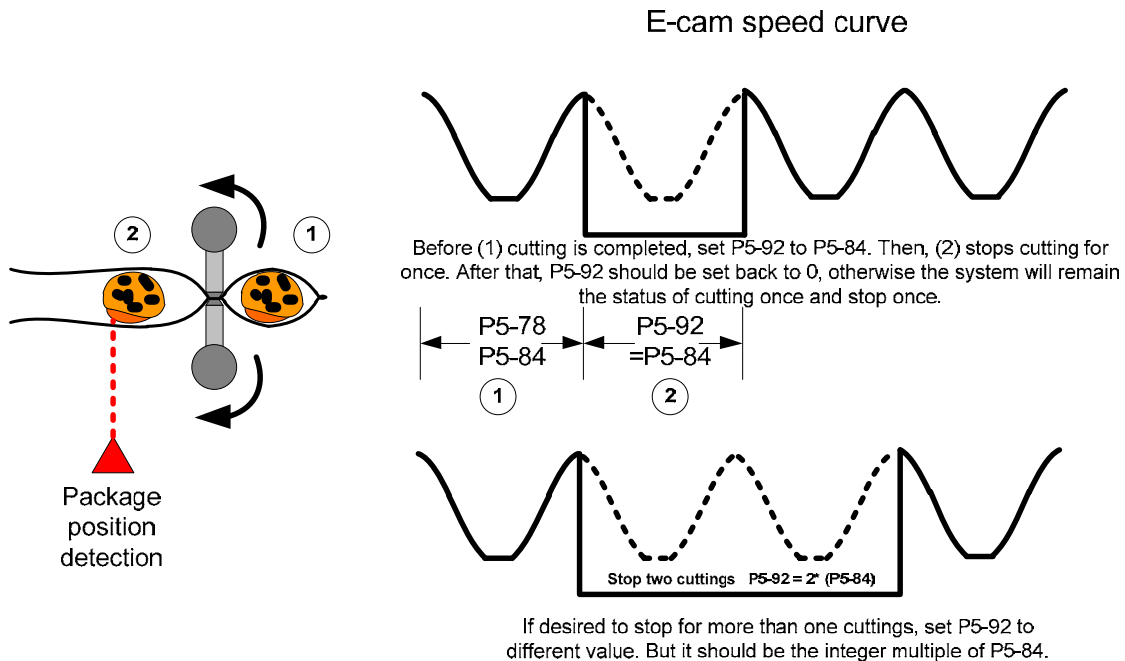 E-cam speed curve
2
1
Before (1) cutting is completed, set P5-92 to P5-84. Then, (2) stops cutting for
once. After that, P5-92 should be set back to 0, otherwise the system will remain
the status of cutting once and stop once.
P5-78
P5-84
P5-92
=P5-84
1
2
Package
position
detection
Stop two cuttings P5-92 = 2* (P5-84)
If desired to stop for more than one cuttings, set P5-92 to
different value. But it should be the integer multiple of P5-84.